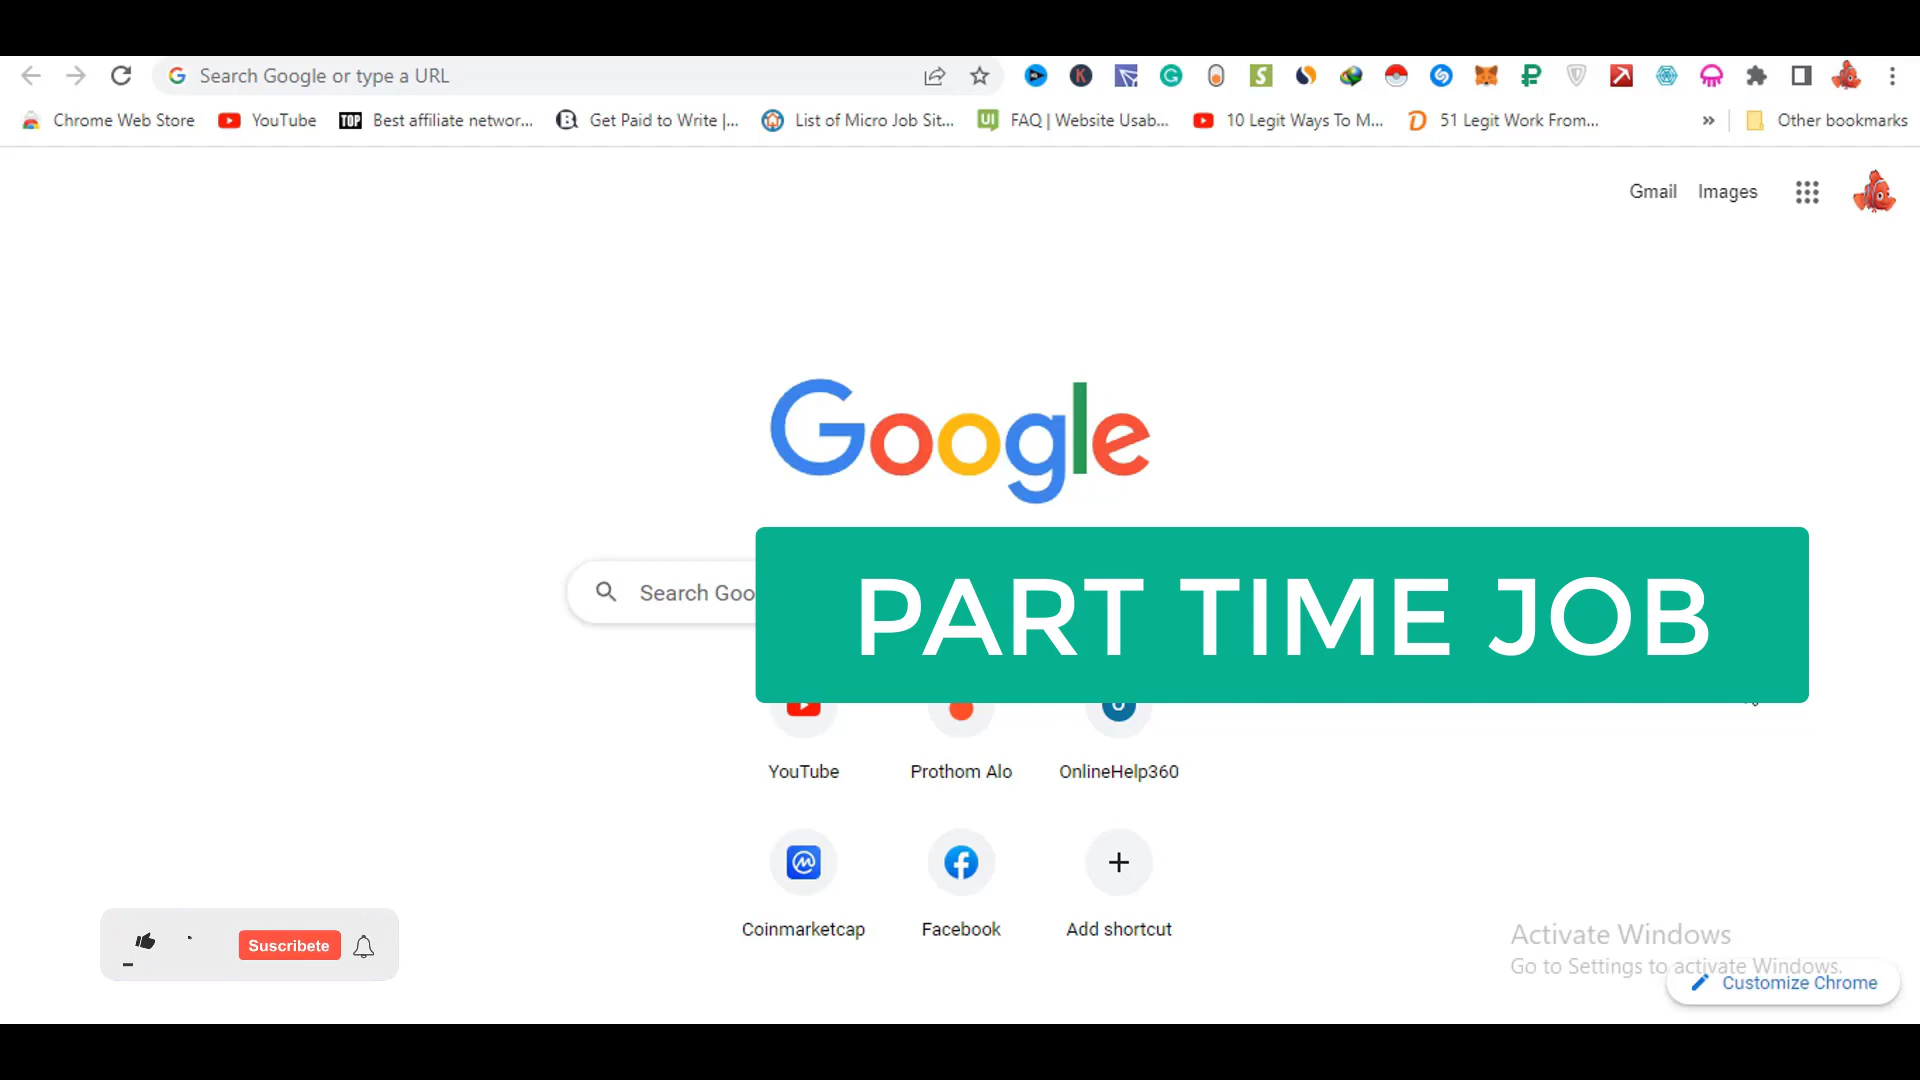 Search Google or type a URL
Chrome Web Store
YouTube
TOP
Best affiliate networ...
Get Paid to Write |...
List of Micro Job Sit...
UI
FAQ | Website Usab...
10 Legit Ways To M...
51 Legit Work From...
»
Other bookmarks
Gmail
Images
Google
Search Goo
PART TIME JOB
YouTube
Prothom Alo
OnlineHelp360
Coinmarketcap
Facebook
Add shortcut
Suscribete
Activate Windows
Go to Settings to activate Windows.
Customize Chrome